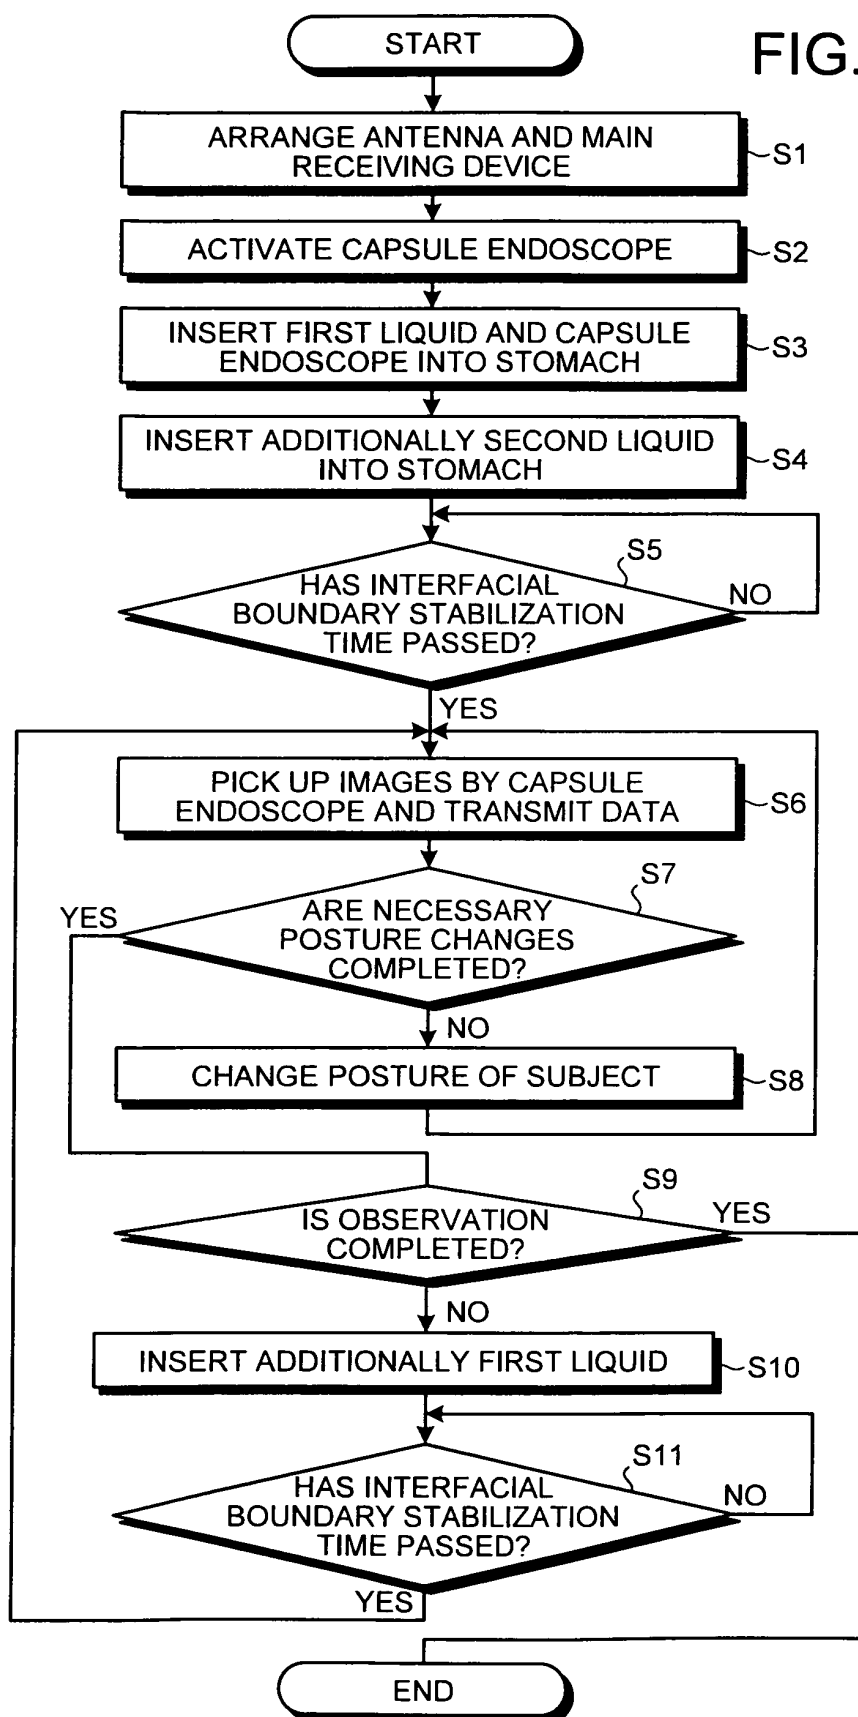 START
FIG.
ARRANGE ANTENNA AND MAIN
RECEIVING DEVICE
S1
ACTIVATE CAPSULE ENDOSCOPE
S2
INSERT FIRST LIQUID AND CAPSULE
ENDOSCOPE INTO STOMACH
S3
INSERT ADDITIONALLY SECOND LIQUID
INTO STOMACH
S4
S5
HAS INTERFACIAL
BOUNDARY STABILIZATION
TIME PASSED?
NO
YES
PICK UP IMAGES BY CAPSULE
ENDOSCOPE AND TRANSMIT DATA
S6
S7
YES
ARE NECESSARY
POSTURE CHANGES
COMPLETED?
NO
CHANGE POSTURE OF SUBJECT
S8
S9
IS OBSERVATION
COMPLETED?
YES
NO
INSERT ADDITIONALLY FIRST LIQUID
S10
S11
HAS INTERFACIAL
BOUNDARY STABILIZATION
TIME PASSED?
NO
YES
END